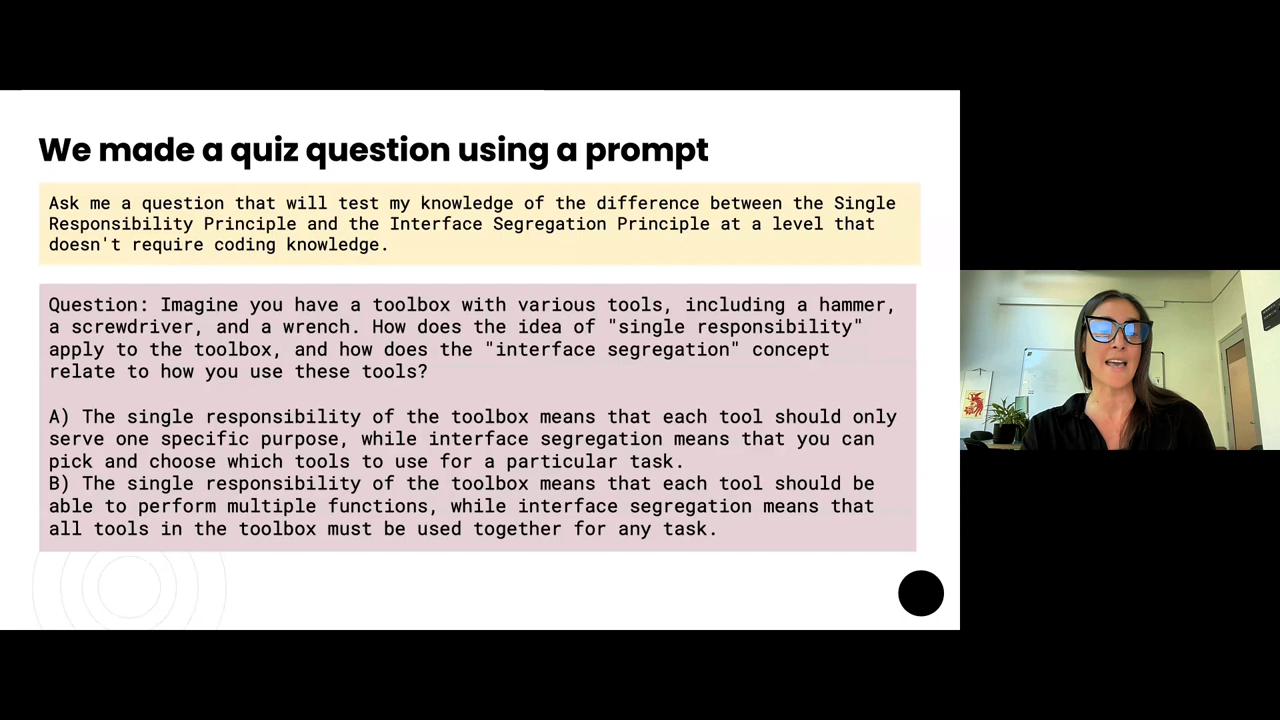 We made a quiz question using a prompt
Ask me a question that will test my knowledge of the difference between the Single
Responsibility Principle and the Interface Segregation Principle at a level that
doesn't require coding knowledge.
Question: Imagine you have a toolbox with various tools, including a hammer,
a screwdriver, and a wrench. How does the idea of "single responsibility"
apply to the toolbox, and how does the "interface segregation" concept
relate to how you use these tools?
A) The single responsibility of the toolbox means that each tool should only
serve one specific purpose, while interface segregation means that you can
pick and choose which tools to use for a particular task.
B) The single responsibility of the toolbox means that each tool should be
able to perform multiple functions, while interface segregation means that
all tools in the toolbox must be used together for any task.